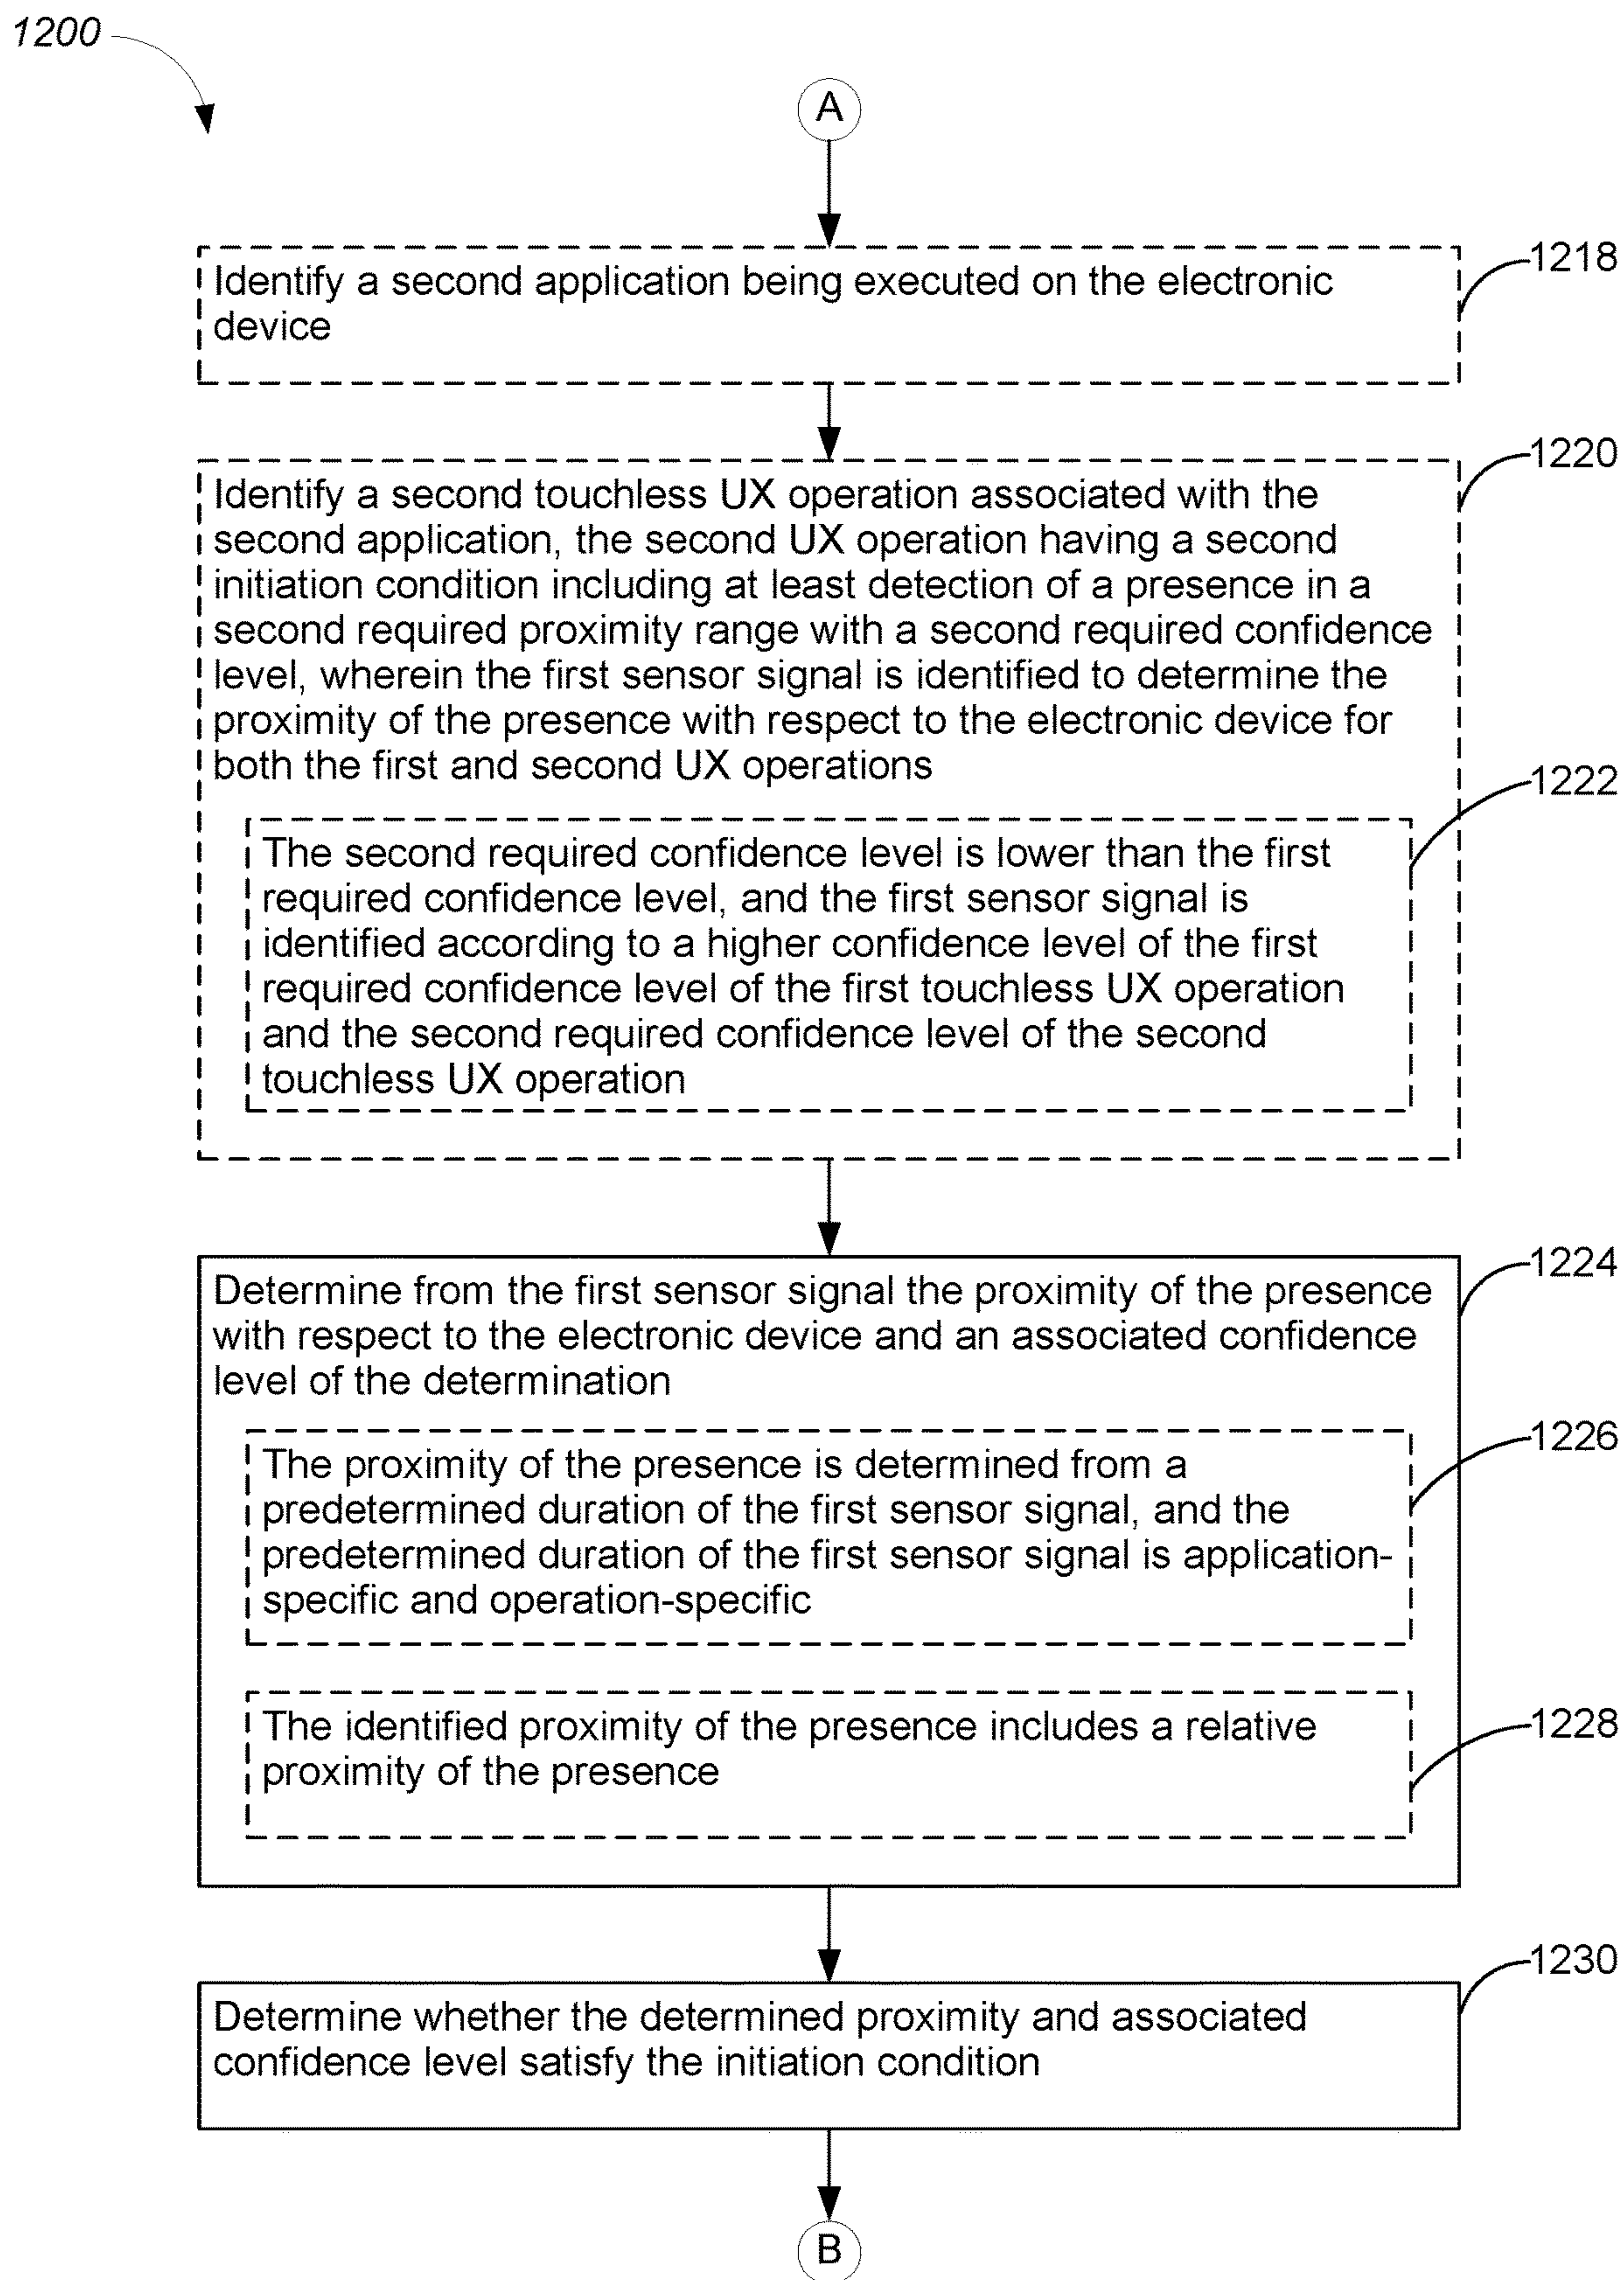 1200
A
1218
Identify a second application being executed on the electronic
device
1220
Identify a second touchless UX operation associated with the
second application, the second UX operation having a second
initiation condition including at least detection of a presence in a
second required proximity range with a second required confidence
level, wherein the first sensor signal is identified to determine the
proximity of the presence with respect to the electronic device for
both the first and second UX operations
1222
The second required confidence level is lower than the first
required confidence level, and the first sensor signal is
identified according to a higher confidence level of the first
required confidence level of the first touchless UX operation
and the second required confidence level of the second
touchless UX operation
1224
Determine from the first sensor signal the proximity of the presence
with respect to the electronic device and an associated confidence
level of the determination
1226
The proximity of the presence is determined from a
predetermined duration of the first sensor signal, and the
predetermined duration of the first sensor signal is application-
specific and operation-specific
1228
The identified proximity of the presence includes a relative
proximity of the presence
1230
Determine whether the determined proximity and associated
confidence level satisfy the initiation condition
B